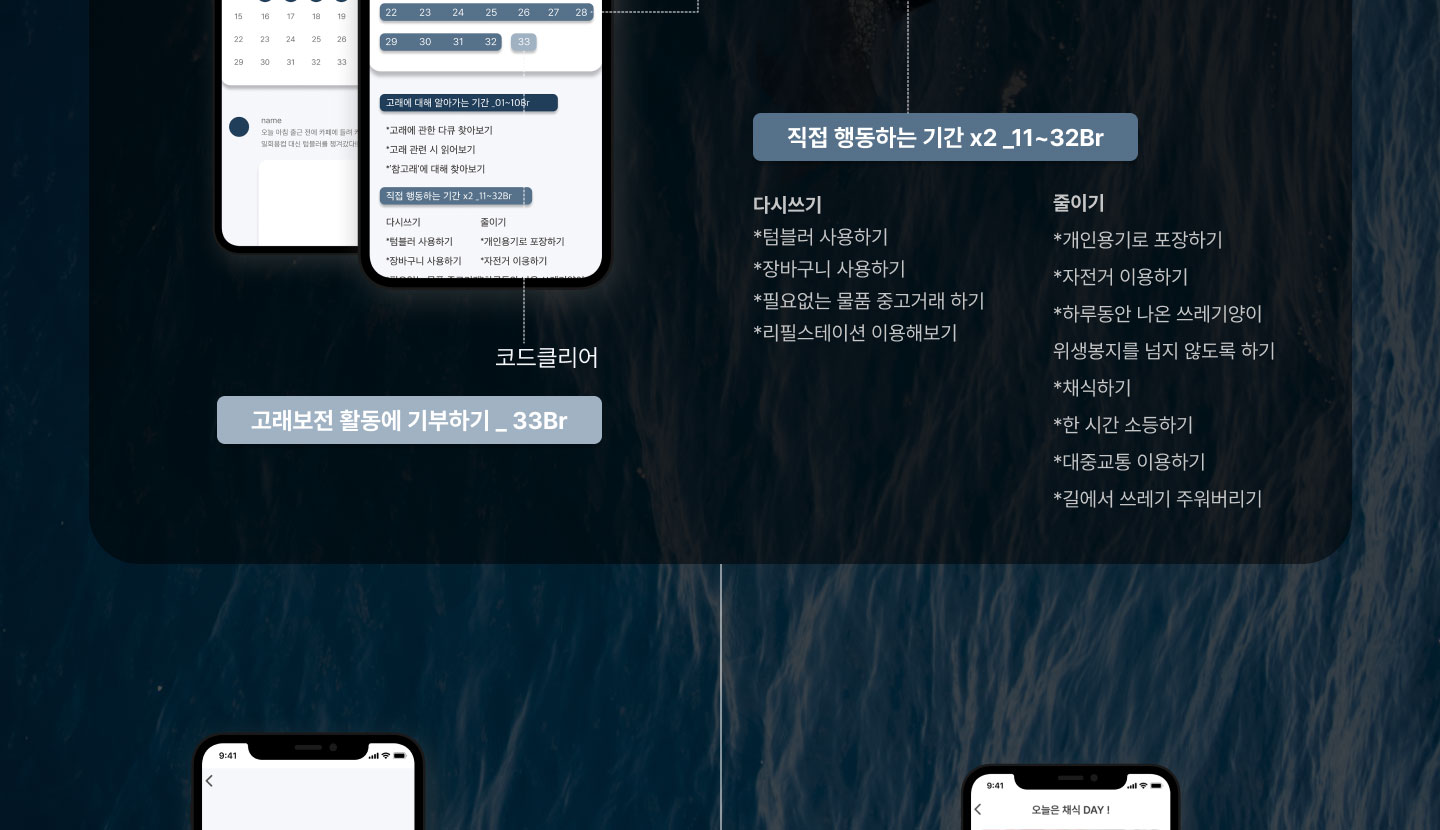 15 16 17 18 19
22 23 24 25 26
29 30 31 32 33
name
오늘 아침 출근 전에 카페에 들려
일회용컵 대신 텀블러를 챙겨갔다
22 23 24 25 26 27 28
29 30 31 32 33
고래에 대해 알아가는 기간 _01~10Br
*고래에 관한 다큐 찾아보기
*고래 관련 시 읽어보기
*'참고래'에 대해 찾아보기
직접 행동하는 기간 x2 _11~32Br
다시쓰기 줄이기
*텀블러 사용하기 *개인용기로 포장하기
*장바구니 사용하기 *자전거 이용하기
코드클리어
고래보전 활동에 기부하기 _ 33Br
직접 행동하는 기간 x2 _11~32Br
다시쓰기
*텀블러 사용하기
*장바구니 사용하기
*필요없는 물품 중고거래 하기
*리필스테이션 이용해보기
줄이기
*개인용기로 포장하기
*자전거 이용하기
*하루동안 나온 쓰레기양이
위생봉지를 넘지 않도록 하기
*채식하기
*한 시간 소등하기
*대중교통 이용하기
*길에서 쓰레기 주워버리기
9:41
9:41
오늘은 채식 DAY !